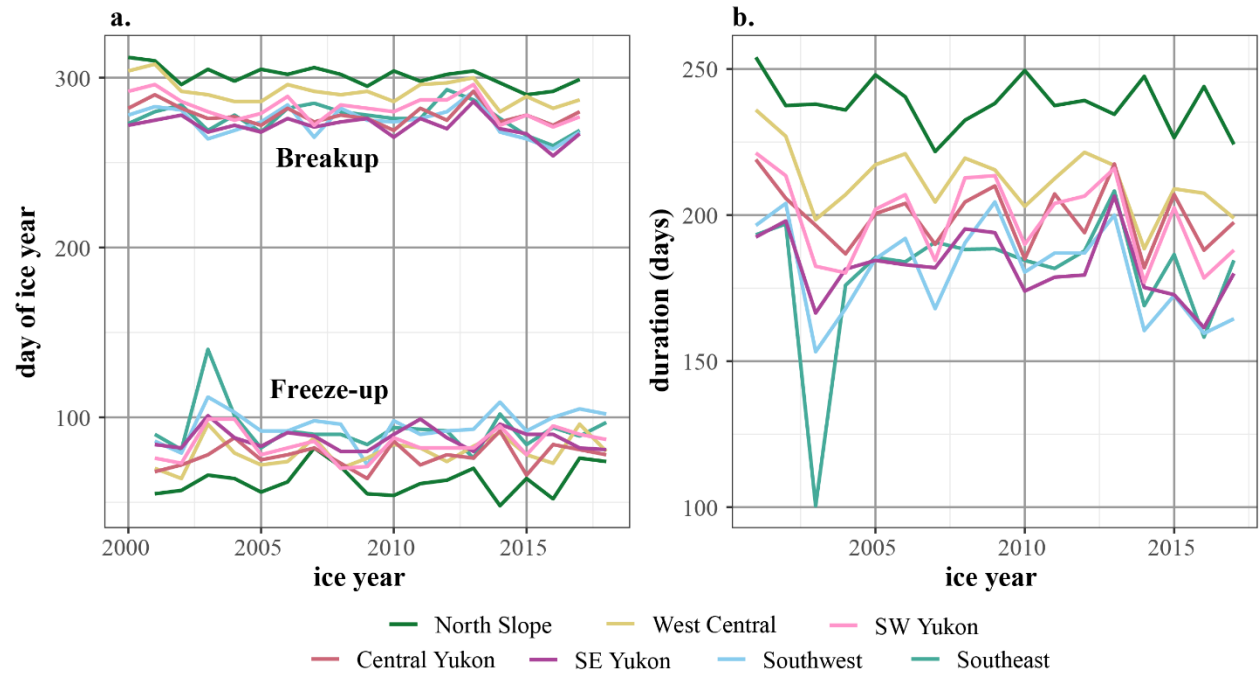 a.
300
200
100
day of ice year
Breakup
Freeze-up
2000 2005 2010 2015
ice year
b.
250
200
150
100
duration (days)
2005 2010 2015
ice year
North Slope West Central SW Yukon
Central Yukon SE Yukon Southwest Southeast